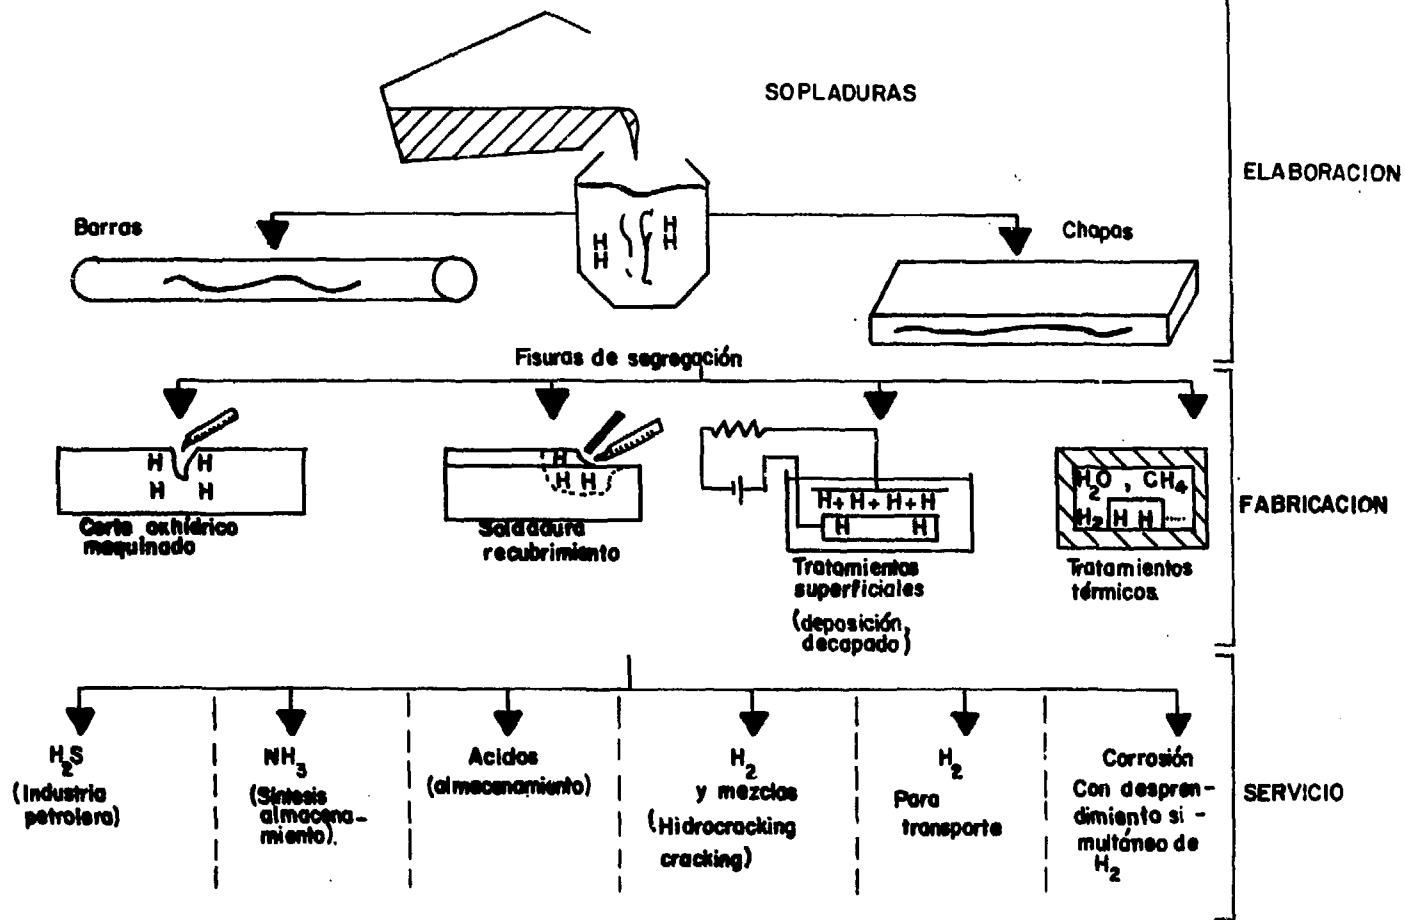 SOPLADURAS
ELABORACION
Barras
H H
H H
Chapas
Fisuras de segregación
H H
H H
Corte oxhídrico
maquinado
H
H H
Soldadura
recubrimiento
H+ H+ H+ H
H H
Tratamientos
superficiales
(deposición,
decapado)
H2O , CH4
H2 H H
Tratamientos
térmicos.
FABRICACION
H2S
(Industria
petrolera)
NH3
(Síntesis
almacena-
miento).
Acidos
(almacenamiento)
H2
y mezclas
(Hidrocracking
cracking)
H2
Para
transporte
Corrosión
Con despren-
dimiento si -
multáneo de
H2
SERVICIO